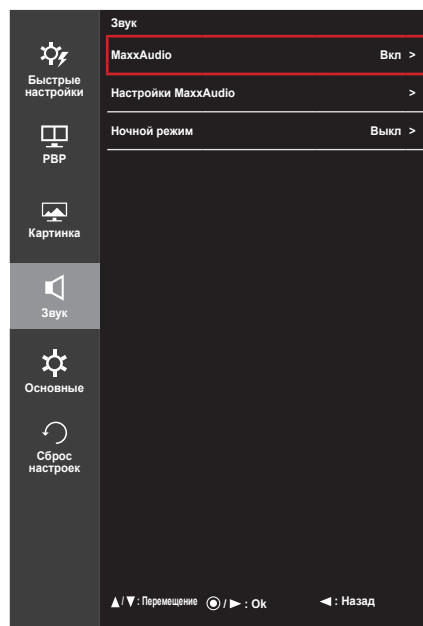 Звук
MaxxAudio Вкл >
Настройки MaxxAudio >
Ночной режим Выкл >
Быстрые
настройки
PBP
Картинка
Звук
Основные
Сброс
настроек
▲/▼: Перемещение ◉/►: Ok ◄: Назад